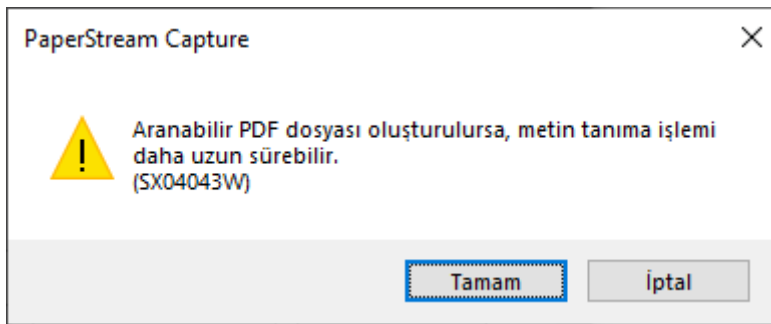 PaperStream Capture
Aranabilir PDF dosyası oluşturulursa, metin tanıma işlemi
daha uzun sürebilir.
(SX04043W)
Tamam
İptal